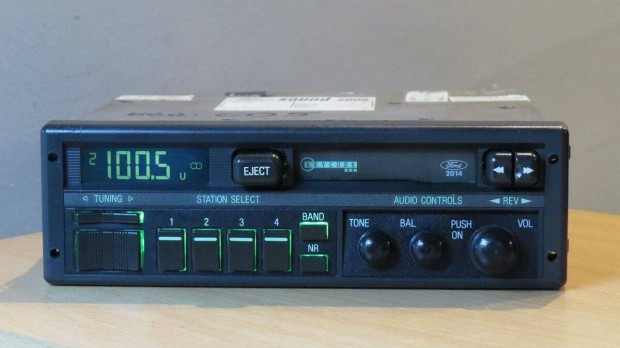 2 100.5 U
EJECT
KEYCODE
Ford
2014
◁ TUNING ▷
STATION SELECT
AUDIO CONTROLS
◀ REV ▶
1 2 3 4
BAND
NR
TONE
BAL
PUSH
ON
VOL